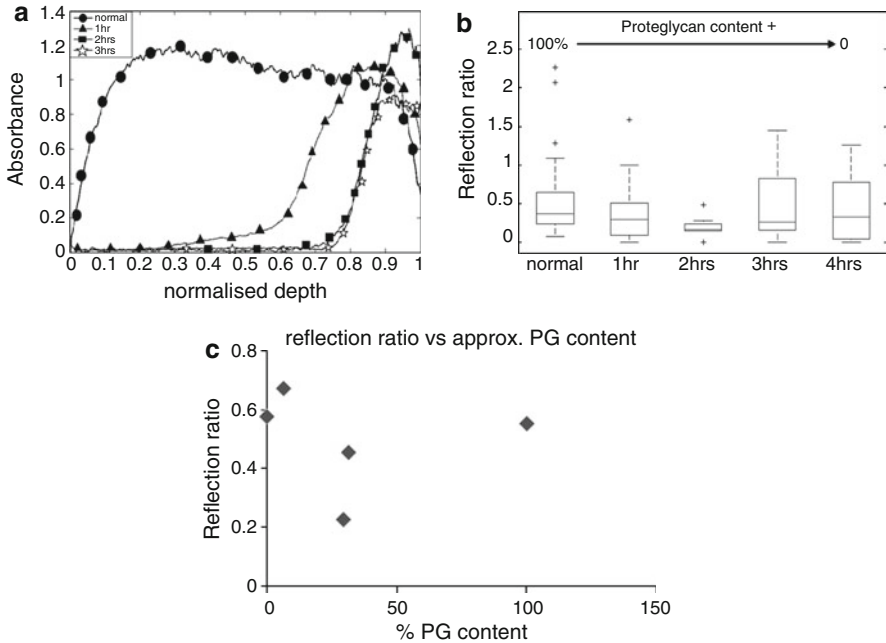 a
normal
1hr
2hrs
3hrs
1.4
1.2
1
0.8
0.6
0.4
0.2
0
Absorbance
0 0.1 0.2 0.3 0.4 0.5 0.6 0.7 0.8 0.9 1
normalised depth
b
Proteglycan content +
100% 0
2.5
2
1.5
1
0.5
0
Reflection ratio
normal 1hr 2hrs 3hrs 4hrs
c
reflection ratio vs approx. PG content
0.8
0.6
0.4
0.2
0
Reflection ratio
0 50 100 150
% PG content